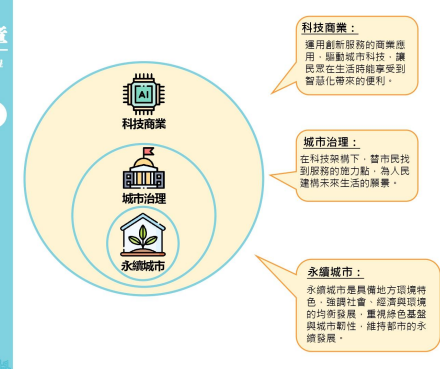 科技商業：
運用創新服務的商業應
用，驅動城市科技，讓
民眾在生活時能享受到
智慧化帶來的便利。
AI
科技商業
城市治理：
在科技架構下，替市民找
到服務的施力點，為人民
建構未來生活的願景。
城市治理
永續城市
永續城市：
永續城市是具備地方環境特
色，強調社會、經濟與環境
的均衡發展，重視綠色基盤
與城市韌性，維持都市的永
續發展。